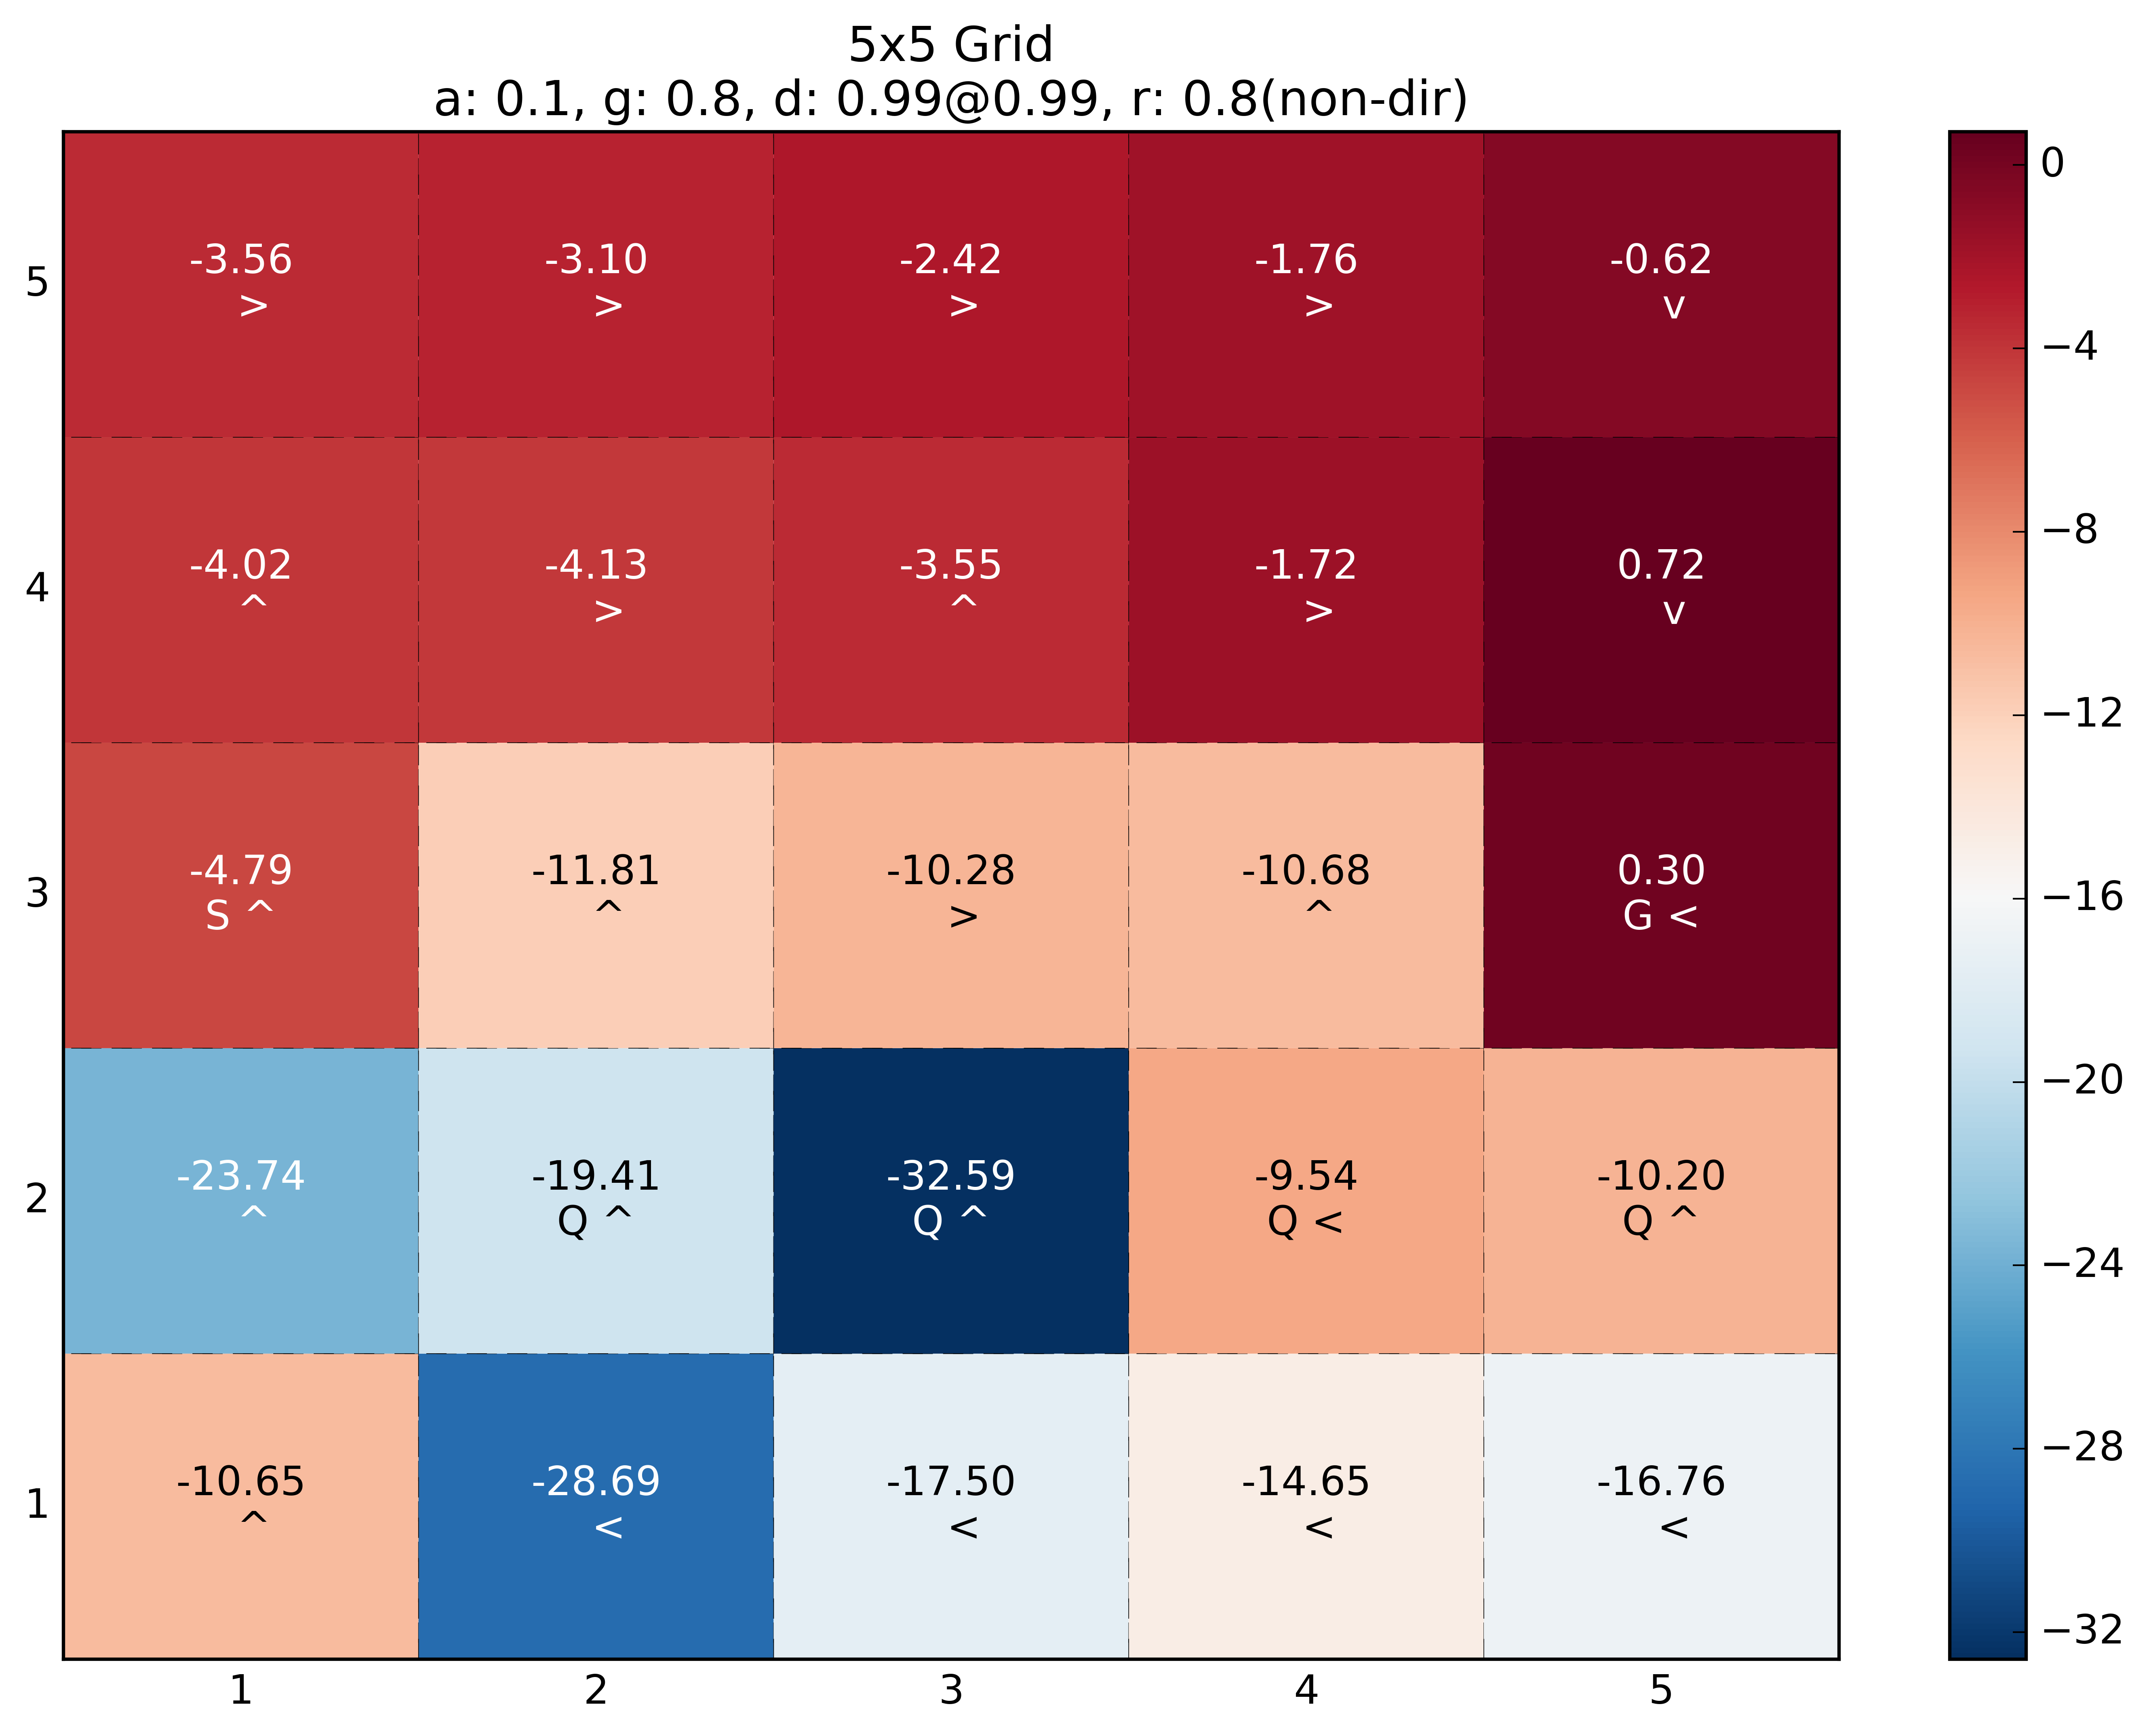 5x5 Grid
a: 0.1, g: 0.8, d: 0.99@0.99, r: 0.8(non-dir)
5
-3.56 -3.10 -2.42 -1.76 -0.62
> > > > v
4
-4.02 -4.13 -3.55 -1.72 0.72
^ > ^ > v
3
-4.79 -11.81 -10.28 -10.68 0.30
S ^ ^ > ^ G <
2
-23.74 -19.41 -32.59 -9.54 -10.20
^ Q ^ Q ^ Q < Q ^
1
-10.65 -28.69 -17.50 -14.65 -16.76
^ < < < <
1 2 3 4 5
0
−4
−8
−12
−16
−20
−24
−28
−32